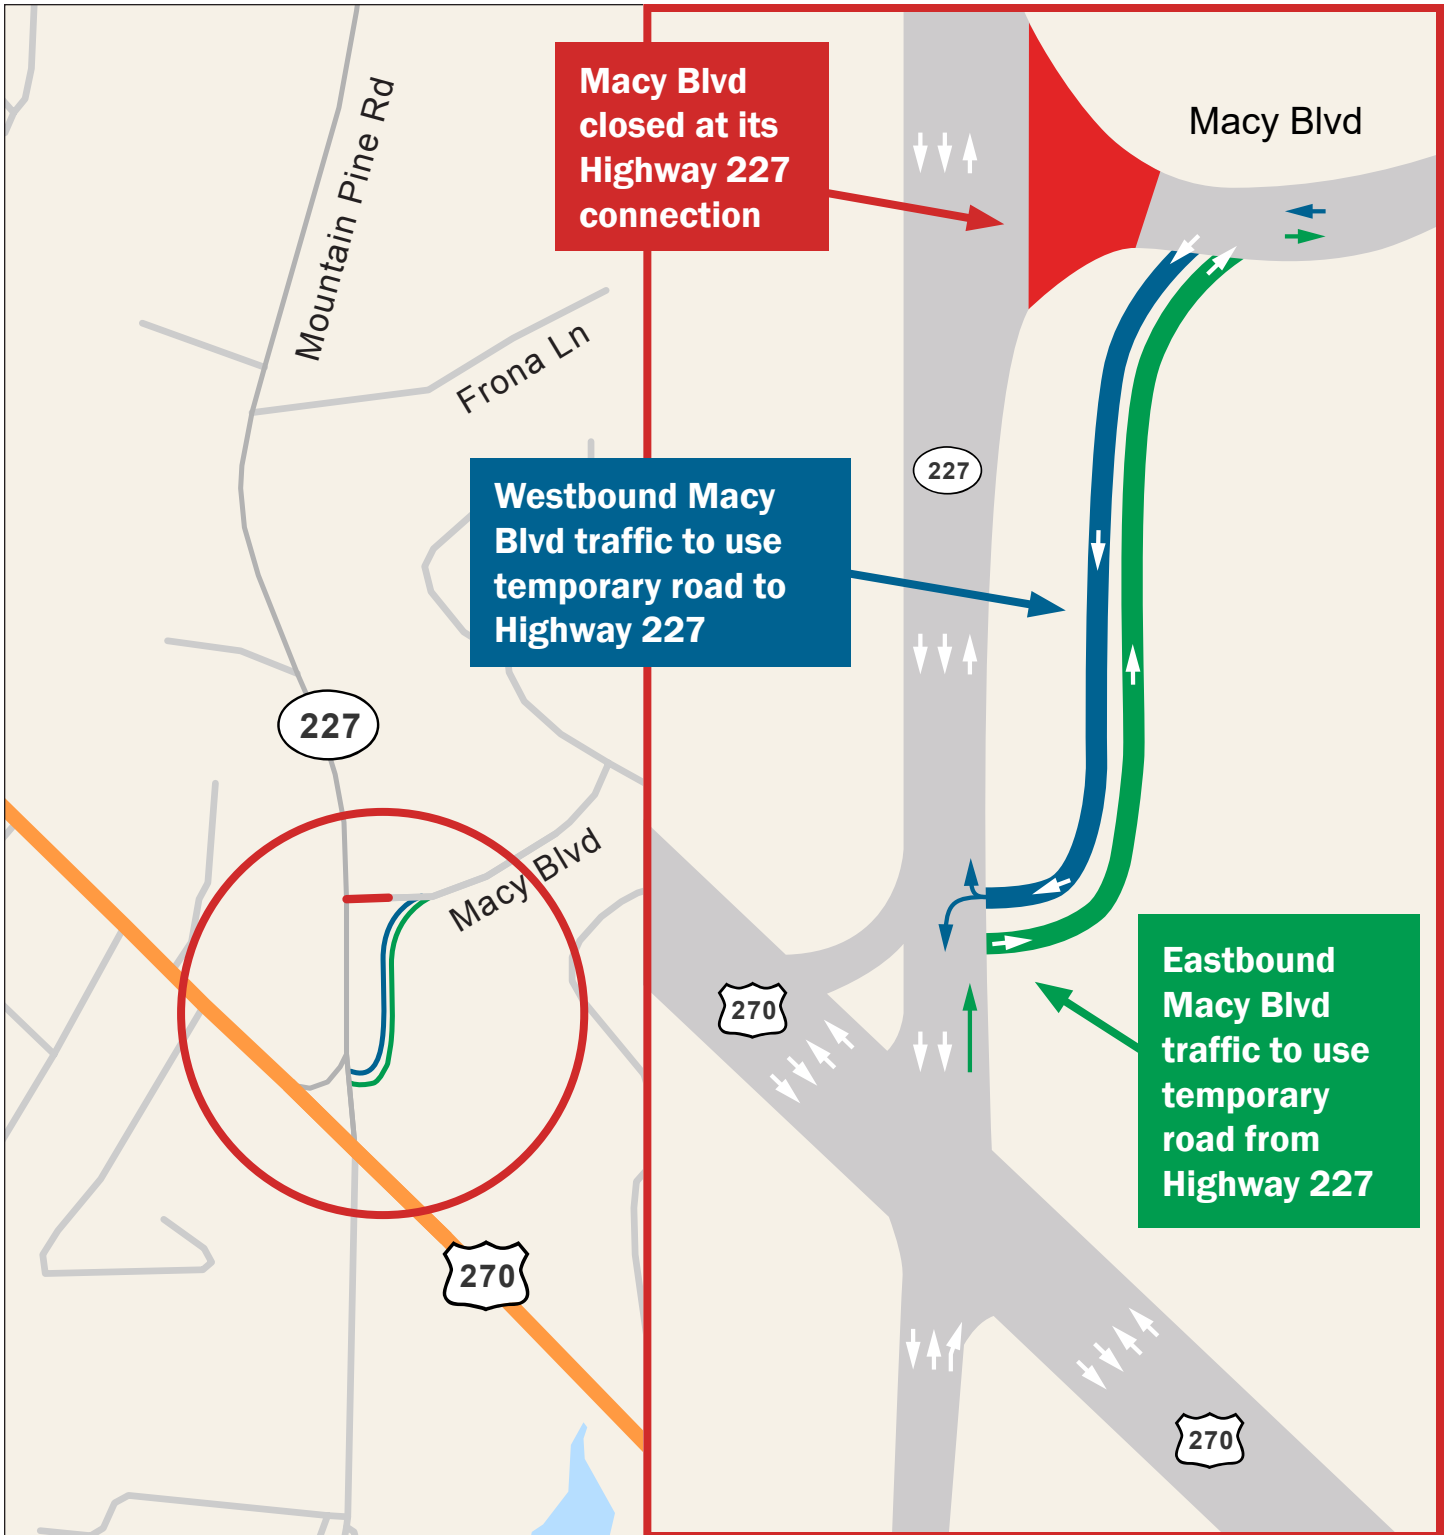 Mountain Pine Rd
Frona Ln
227
Macy Blvd
270
Macy Blvd
closed at its
Highway 227
connection
Macy Blvd
227
Westbound Macy
Blvd traffic to use
temporary road to
Highway 227
270
Eastbound
Macy Blvd
traffic to use
temporary
road from
Highway 227
270